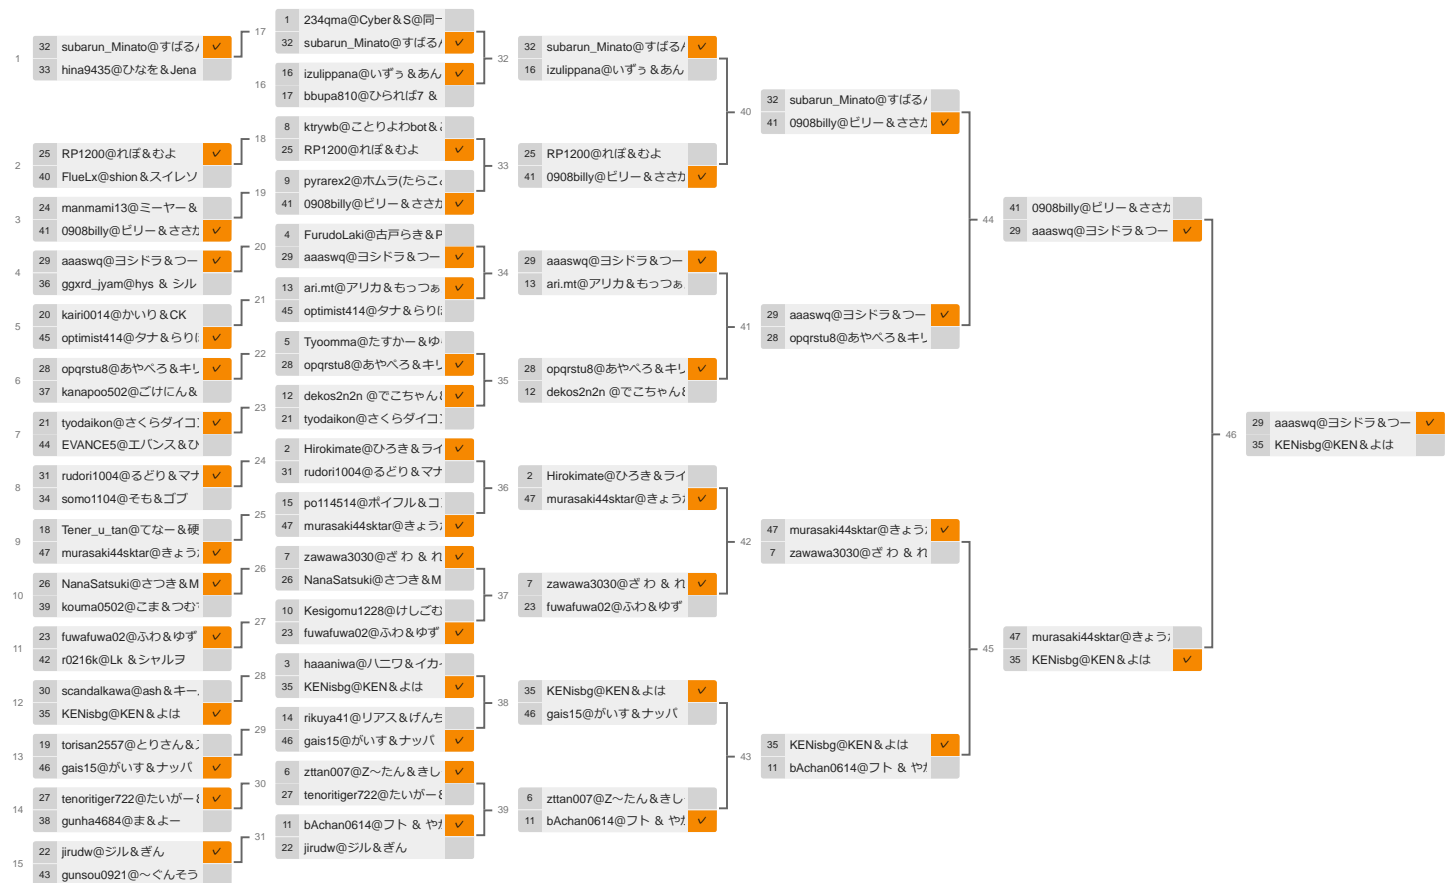 1
32 subarun_Minato@すばる
33 hina9435@ひなを&Jena
2
25 RP1200@れぽ&むよ
40 FlueLx@shion&スイレソ
3
24 manmami13@ミーヤー&
41 0908billy@ビリー&ささか
4
29 aaaswq@ヨシドラ&つー
36 ggxrd_jyam@hys & シル
5
20 kairi0014@かいり&CK
45 optimist414@タナ&らり
6
28 opqrstu8@あやぺろ&キリ
37 kanapoo502@ごけにん&
7
21 tyodaikon@さくらダイコ
44 EVANCE5@エバンス&ひ
8
31 rudori1004@るどり&マナ
34 somo1104@そも&ゴブ
9
18 Tener_u_tan@てなー&硬
47 murasaki44sktar@きょう
10
26 NanaSatsuki@さつき&M
39 kouma0502@こま&つむ
11
23 fuwafuwa02@ふわ&ゆず
42 r0216k@Lk &シャルヲ
12
30 scandalkawa@ash&キー
35 KENisbg@KEN&よは
13
19 torisan2557@とりさん&
46 gais15@がいす&ナッパ
14
27 tenoritiger722@たいがー&
38 gunha4684@ま&よー
15
22 jirudw@ジル&ぎん
43 gunsou0921@〜ぐんそう
17
1 234qma@Cyber&S@同一
32 subarun_Minato@すばる
16
16 izulippana@いずぅ&あん
17 bbupa810@ひられば7 &
18
8 ktrywb@ことりよわbot&
25 RP1200@れぽ&むよ
19
9 pyrarex2@ホムラ(たらこ
41 0908billy@ビリー&ささか
20
4 FurudoLaki@古戸らき&P
29 aaaswq@ヨシドラ&つー
21
13 ari.mt@アリカ&もっつぁ
45 optimist414@タナ&らり
22
5 Tyoomma@たすかー&ゆ
28 opqrstu8@あやぺろ&キリ
23
12 dekos2n2n @でこちゃん&
21 tyodaikon@さくらダイコ
24
2 Hirokimate@ひろき&ライ
31 rudori1004@るどり&マナ
25
15 po114514@ポイフル&コ
47 murasaki44sktar@きょう
26
7 zawawa3030@ざ わ & れ
26 NanaSatsuki@さつき&M
27
10 Kesigomu1228@けしごむ
23 fuwafuwa02@ふわ&ゆず
28
3 haaaniwa@ハニワ&イカ
35 KENisbg@KEN&よは
29
14 rikuya41@リアス&げんち
46 gais15@がいす&ナッパ
30
6 zttan007@Z〜たん&きし
27 tenoritiger722@たいがー&
31
11 bAchan0614@フト & やか
22 jirudw@ジル&ぎん
32
32 subarun_Minato@すばる
16 izulippana@いずぅ&あん
33
25 RP1200@れぽ&むよ
41 0908billy@ビリー&ささか
34
29 aaaswq@ヨシドラ&つー
13 ari.mt@アリカ&もっつぁ
35
28 opqrstu8@あやぺろ&キリ
12 dekos2n2n @でこちゃん&
36
2 Hirokimate@ひろき&ライ
47 murasaki44sktar@きょう
37
7 zawawa3030@ざ わ & れ
23 fuwafuwa02@ふわ&ゆず
38
35 KENisbg@KEN&よは
46 gais15@がいす&ナッパ
39
6 zttan007@Z〜たん&きし
11 bAchan0614@フト & やか
40
32 subarun_Minato@すばる
41 0908billy@ビリー&ささか
41
29 aaaswq@ヨシドラ&つー
28 opqrstu8@あやぺろ&キリ
42
47 murasaki44sktar@きょう
7 zawawa3030@ざ わ & れ
43
35 KENisbg@KEN&よは
11 bAchan0614@フト & やか
44
41 0908billy@ビリー&ささか
29 aaaswq@ヨシドラ&つー
45
47 murasaki44sktar@きょう
35 KENisbg@KEN&よは
46
29 aaaswq@ヨシドラ&つー
35 KENisbg@KEN&よは